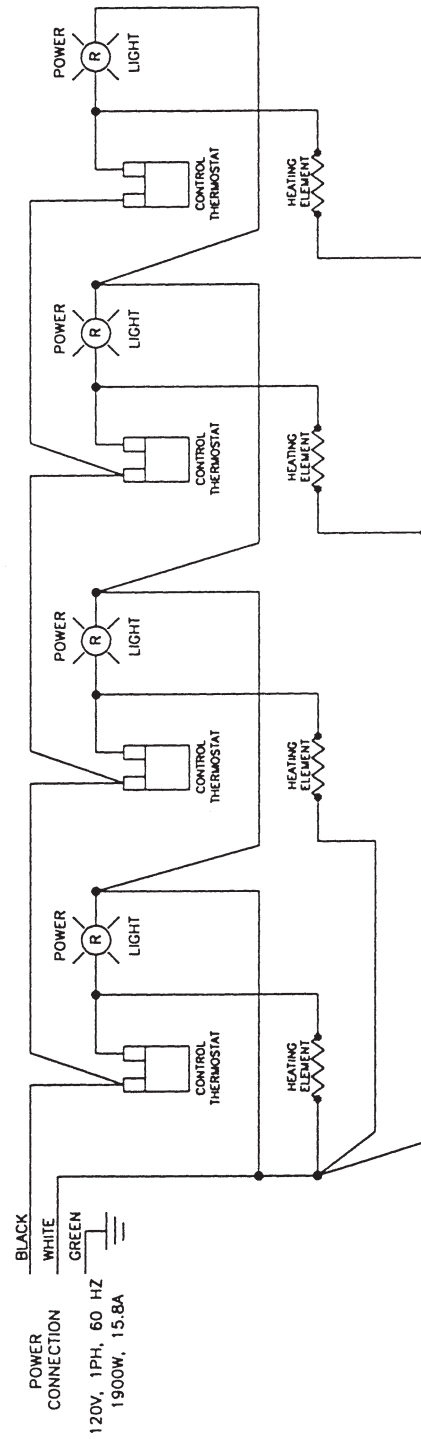 POWER
CONNECTION
120V, 1PH, 60 HZ
1900W, 15.8A
BLACK
WHITE
GREEN
CONTROL
THERMOSTAT
POWER
R
LIGHT
HEATING
ELEMENT
CONTROL
THERMOSTAT
POWER
R
LIGHT
HEATING
ELEMENT
CONTROL
THERMOSTAT
POWER
R
LIGHT
HEATING
ELEMENT
CONTROL
THERMOSTAT
POWER
R
LIGHT
HEATING
ELEMENT